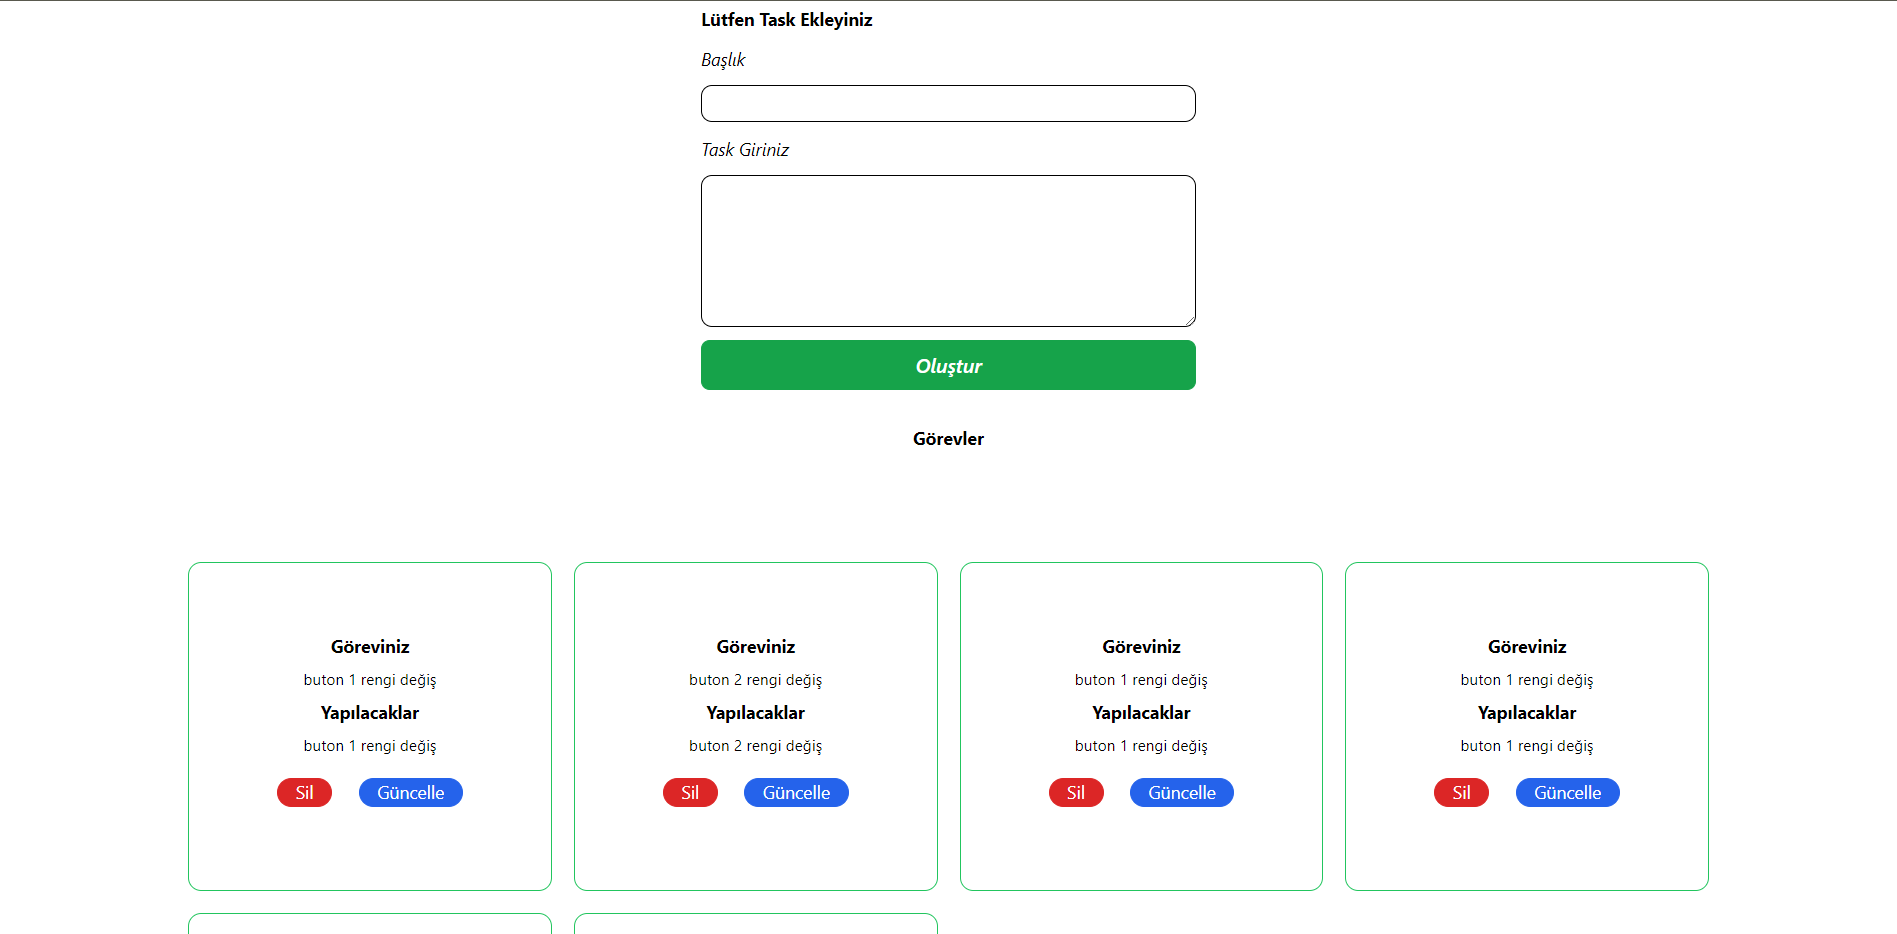 Lütfen Task Ekleyiniz
Başlık
Task Giriniz
Oluştur
Görevler
Göreviniz
buton 1 rengi değiş
Yapılacaklar
buton 1 rengi değiş
Sil Güncelle
Göreviniz
buton 2 rengi değiş
Yapılacaklar
buton 2 rengi değiş
Sil Güncelle
Göreviniz
buton 1 rengi değiş
Yapılacaklar
buton 1 rengi değiş
Sil Güncelle
Göreviniz
buton 1 rengi değiş
Yapılacaklar
buton 1 rengi değiş
Sil Güncelle